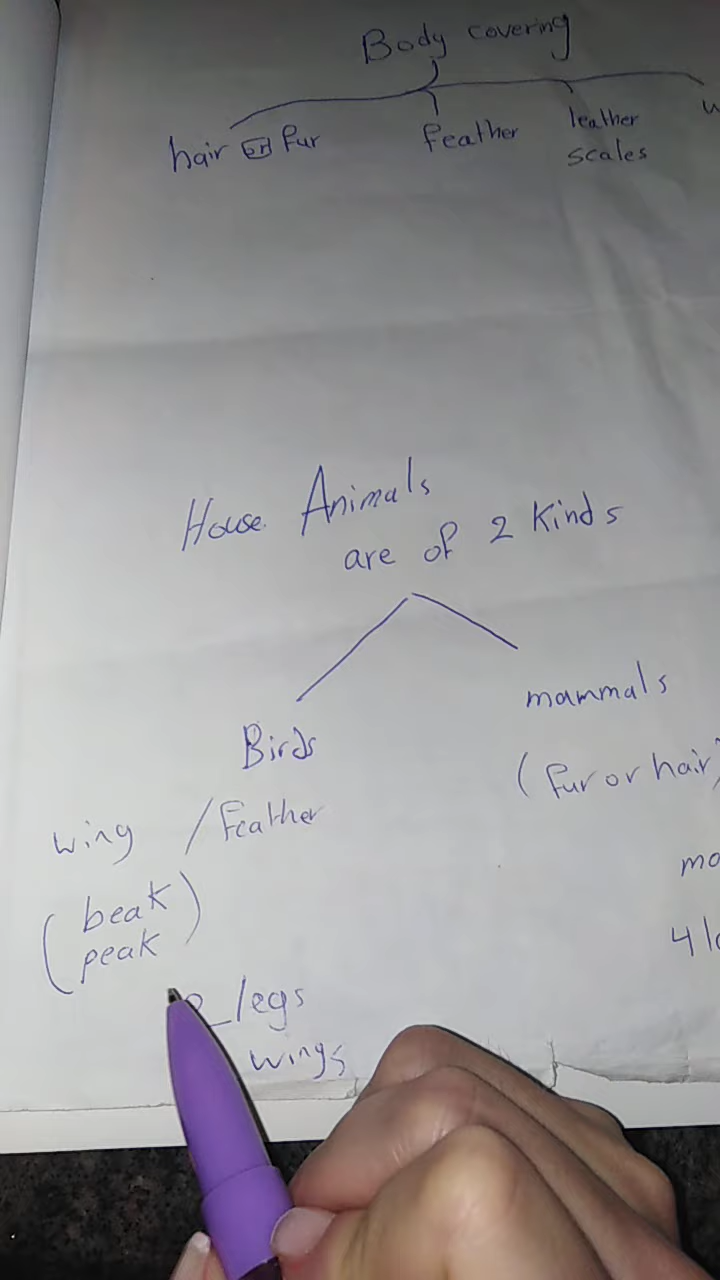 Body covering
hair or fur feather leather
scales
House Animals
are of 2 kinds
Birds mammals
wing / feather (fur or hair)
(beak
peak)
legs
wings